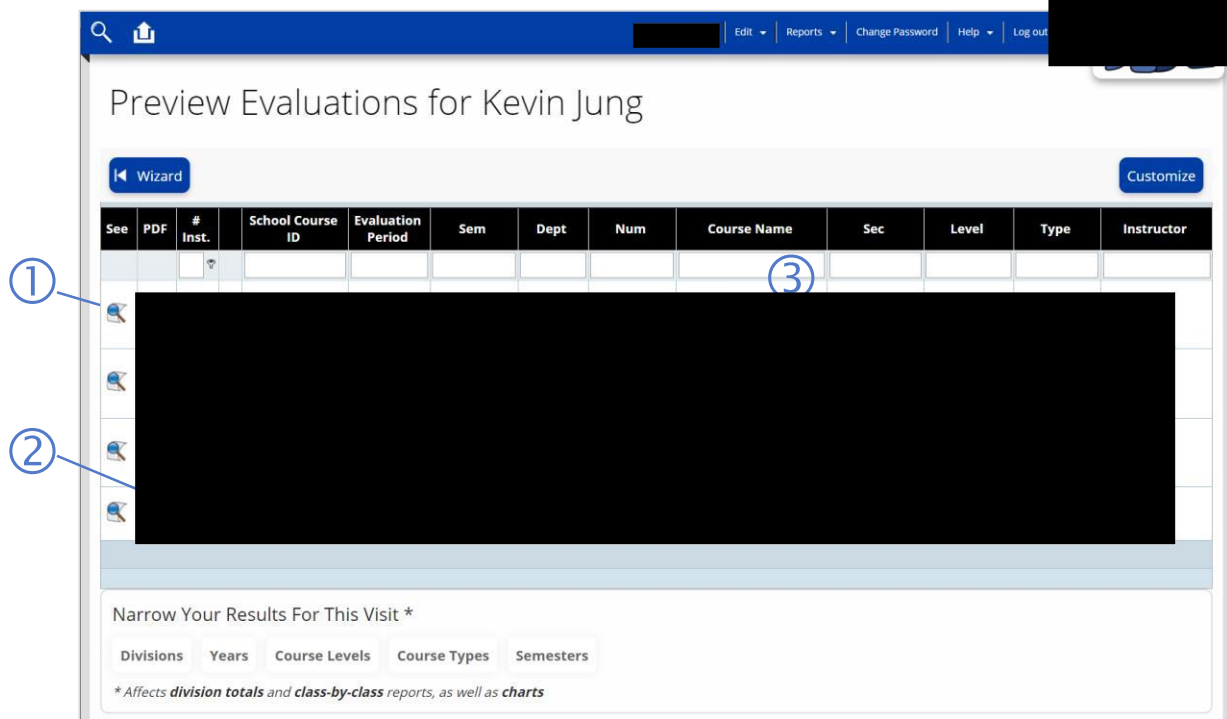 Edit Reports Change Password Help Log out
Preview Evaluations for Kevin Jung
Wizard Customize
See PDF # Inst. School Course ID Evaluation Period Sem Dept Num Course Name Sec Level Type Instructor
①
③
②
Narrow Your Results For This Visit *
Divisions Years Course Levels Course Types Semesters
* Affects division totals and class-by-class reports, as well as charts